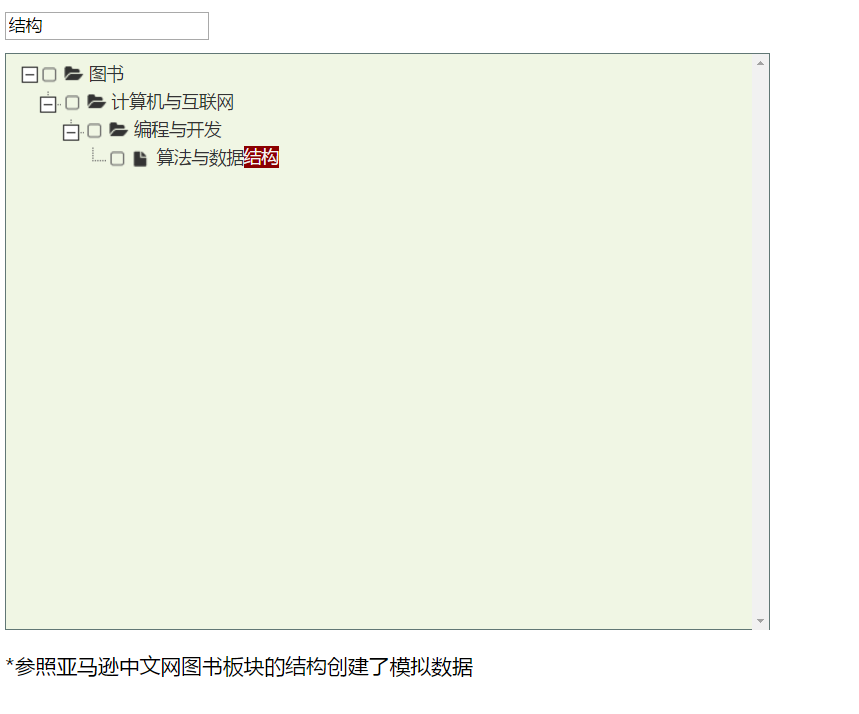 结构
图书
计算机与互联网
编程与开发
算法与数据结构
*参照亚马逊中文网图书板块的结构创建了模拟数据